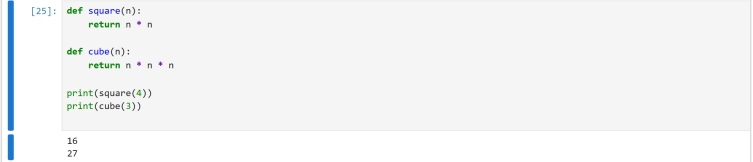 [25]: def square(n):
    return n * n

def cube(n):
    return n * n * n

print(square(4))
print(cube(3))

16
27